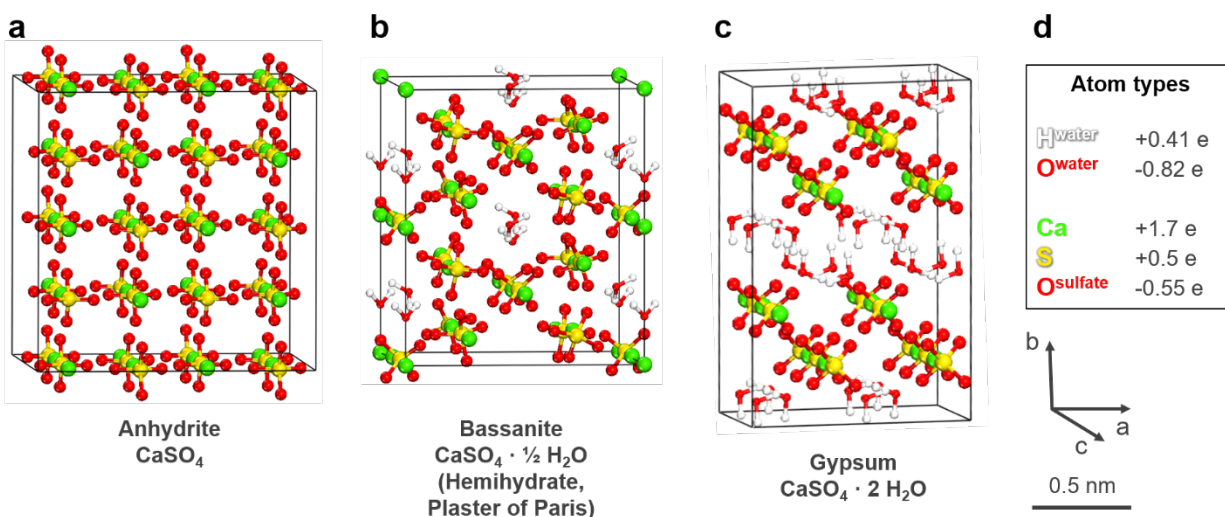 a
b
c
d
Anhydrite
CaSO₄
Bassanite
CaSO₄ · ½ H₂O
(Hemihydrate,
Plaster of Paris)
Gypsum
CaSO₄ · 2 H₂O
Atom types
Hwater +0.41 e
Owater -0.82 e
Ca +1.7 e
S +0.5 e
Osulfate -0.55 e
b
a
c
0.5 nm